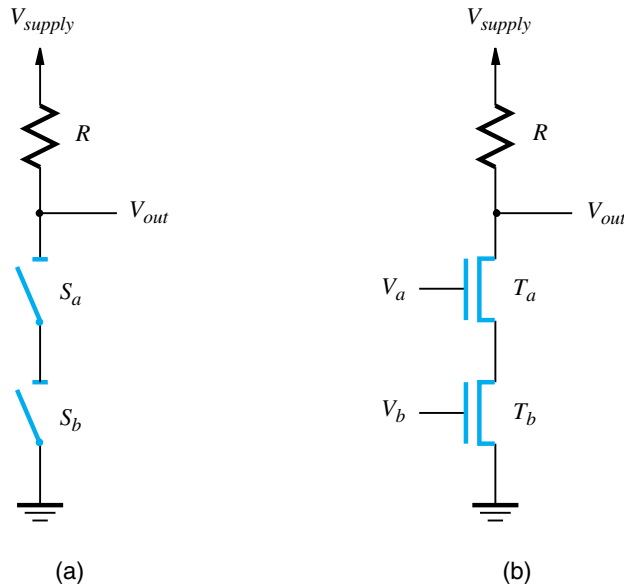 V_supply
R
V_out
S_a
S_b
(a)
V_supply
R
V_out
V_a
T_a
V_b
T_b
(b)